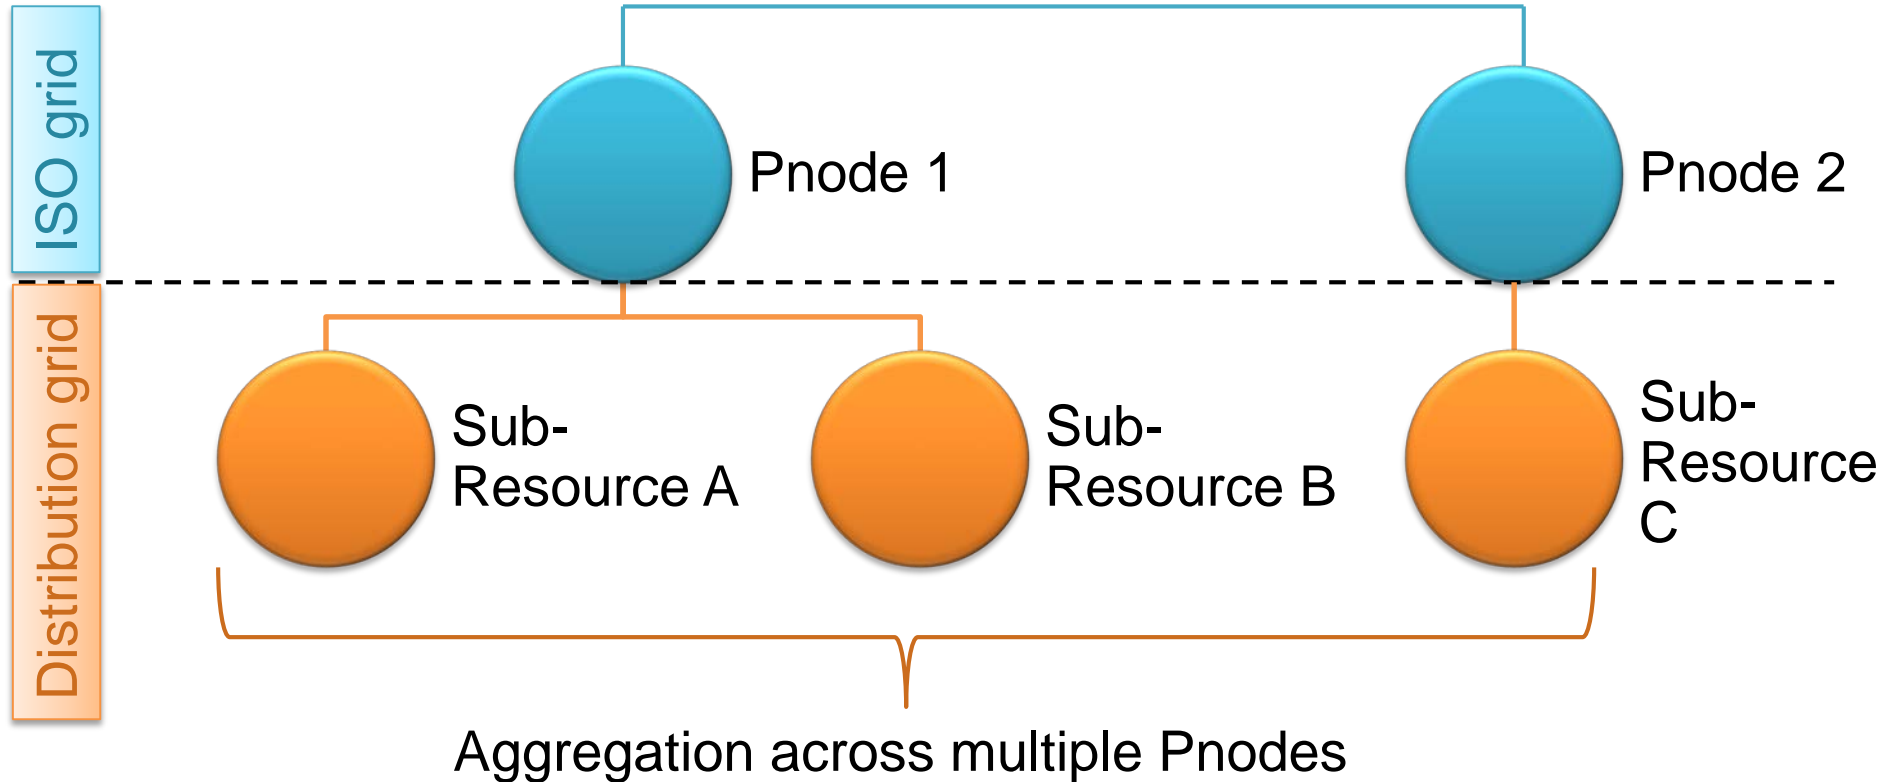 ISO grid
Pnode 1
Pnode 2
Distribution grid
Sub-
Resource A
Sub-
Resource B
Sub-
Resource
C
Aggregation across multiple Pnodes